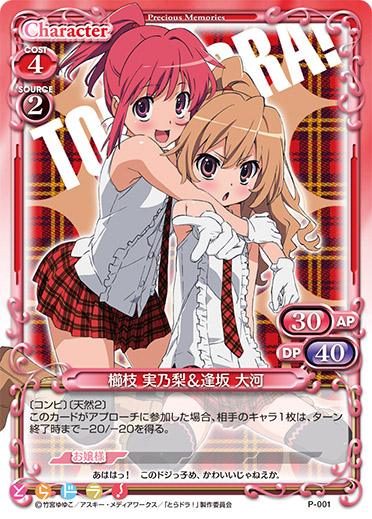 Precious Memories
Character
COST
4
SOURCE
2
TORADORA!
30 AP
DP 40
櫛枝 実乃梨&逢坂 大河
〔コンビ〕〔天然2〕
このカードがアプローチに参加した場合、相手のキャラ1枚は、ターン
終了時まで−20/−20を得る。
お嬢様
あははっ! このドジっ子め、かわいいじゃねえか。
とらドラ!
©竹宮ゆゆこ/アスキー・メディアワークス/「とらドラ!」製作委員会
P-001